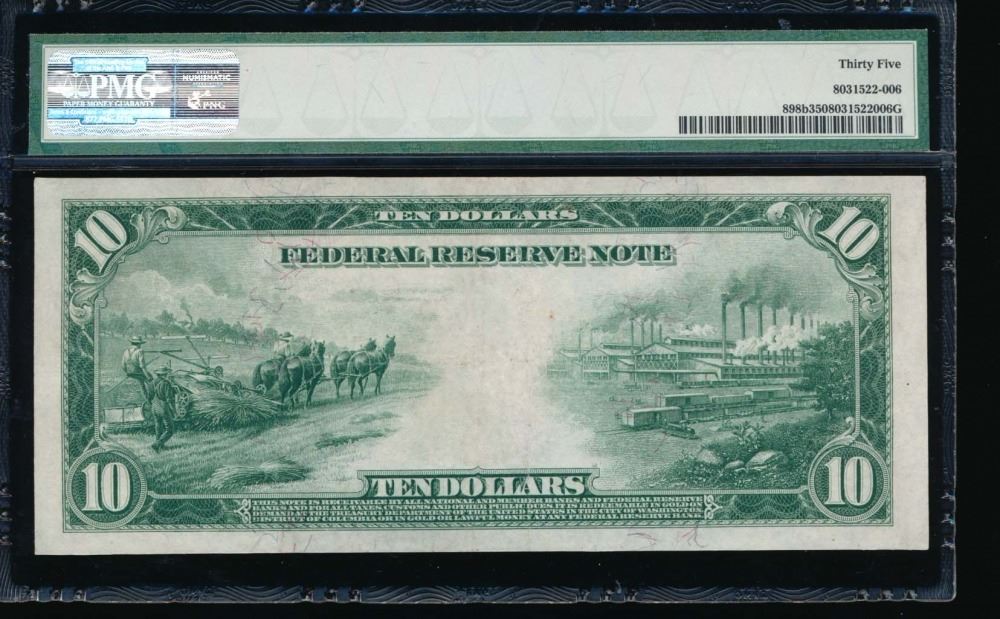 PMG
PAPER MONEY GUARANTY
NUMISMATIC
PNG
Thirty Five
8031522-006
898b3508031522006G
10
TEN DOLLARS
10
FEDERAL RESERVE NOTE
10
TEN DOLLARS
10
THIS NOTE IS RECEIVABLE BY ALL NATIONAL AND MEMBER BANKS AND FEDERAL RESERVE
BANKS AND FOR ALL TAXES, CUSTOMS AND OTHER PUBLIC DUES. IT IS REDEEMABLE IN GOLD
ON DEMAND AT THE TREASURY DEPARTMENT OF THE UNITED STATES IN THE CITY OF WASHINGTON,
DISTRICT OF COLUMBIA OR IN GOLD OR LAWFUL MONEY AT ANY FEDERAL RESERVE BANK.